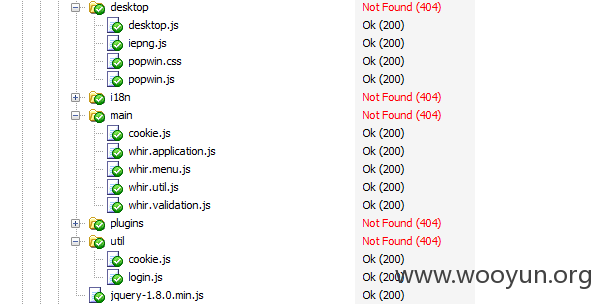 desktop Not Found (404)
desktop.js Ok (200)
iepng.js Ok (200)
popwin.css Ok (200)
popwin.js Ok (200)
i18n Not Found (404)
main Not Found (404)
cookie.js Ok (200)
whir.application.js Ok (200)
whir.menu.js Ok (200)
whir.util.js Ok (200)
whir.validation.js Ok (200)
plugins Not Found (404)
util Not Found (404)
cookie.js Ok (200)
login.js Ok (200)
jquery-1.8.0.min.js Ok (200)
www.wooyun.org